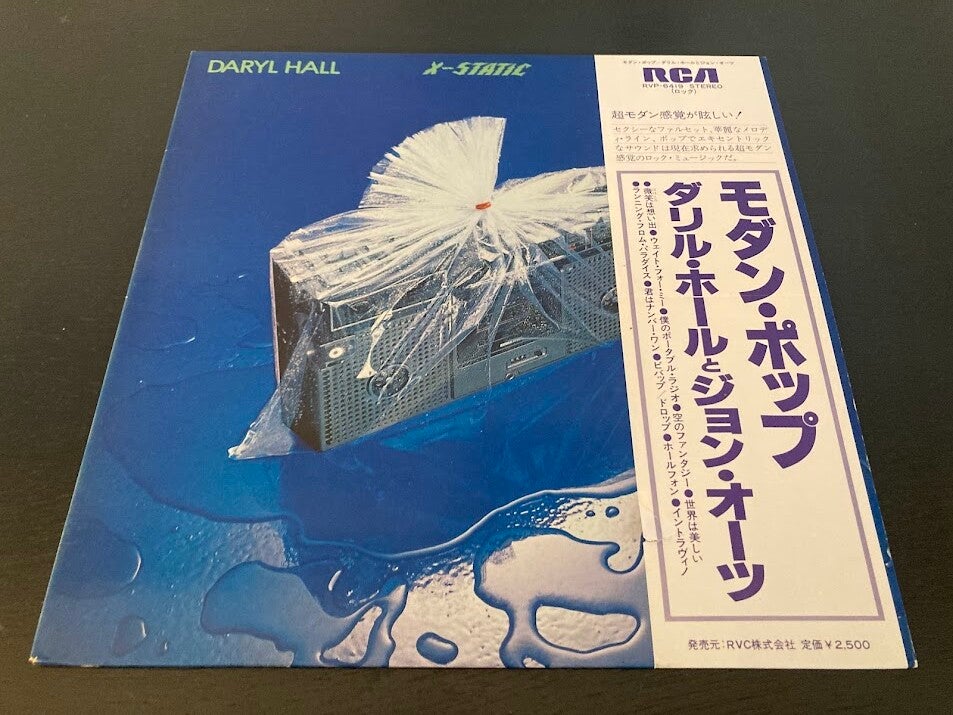 DARYL HALL
X-STATIC
モダン・ポップ・ダリル・ホールとジョン・オーツ
RCA
RVP-6419 STEREO
(ロック)
超モダン感覚が眩しい!
セクシーなファルセット、華麗なメロデ
ィ・ライン、ポップでエキセントリック
なサウンドは現在求められる超モダン
感覚のロック・ミュージックだ。
モダン・ポップ
ダリル・ホールとジョン・オーツ
●微笑は想い出●ウェイト・フォー・ミー●僕のポータブル・ラジオ●空のファンタジー●世界は美しい
●ランニング・フロム・パラダイス●君はナンバー・ワン●ビバップ/ドロップ●ホールフォン●イントラヴィノ
発売元:RVC株式会社 定価¥2,500